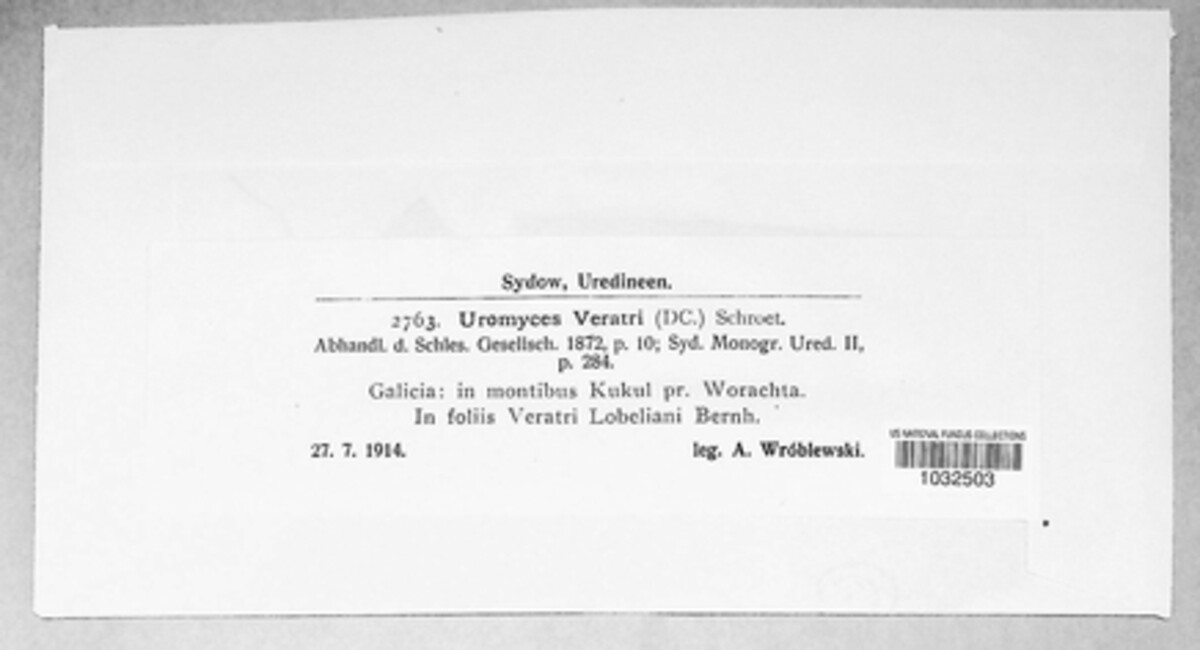 Sydow, Uredineen.
2763. Uromyces Veratri (DC.) Schroet.
Abhandl. d. Schles. Gesellsch. 1872, p. 10; Syd. Monogr. Ured. II,
p. 284.
Galicia: in montibus Kukul pr. Worachta.
In foliis Veratri Lobeliani Bernh.
27. 7. 1914.
leg. A. Wróblewski.
US NATIONAL FUNGUS COLLECTIONS
1032503